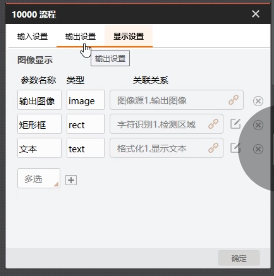 10000 流程
输入设置 输出设置 显示设置
输出设置
图像显示
参数名称 类型 关联关系
输出图像 image 图像源1.输出图像
矩形框 rect 字符识别1.检测区域
文本 text 格式化1.显示文本
多选
确定